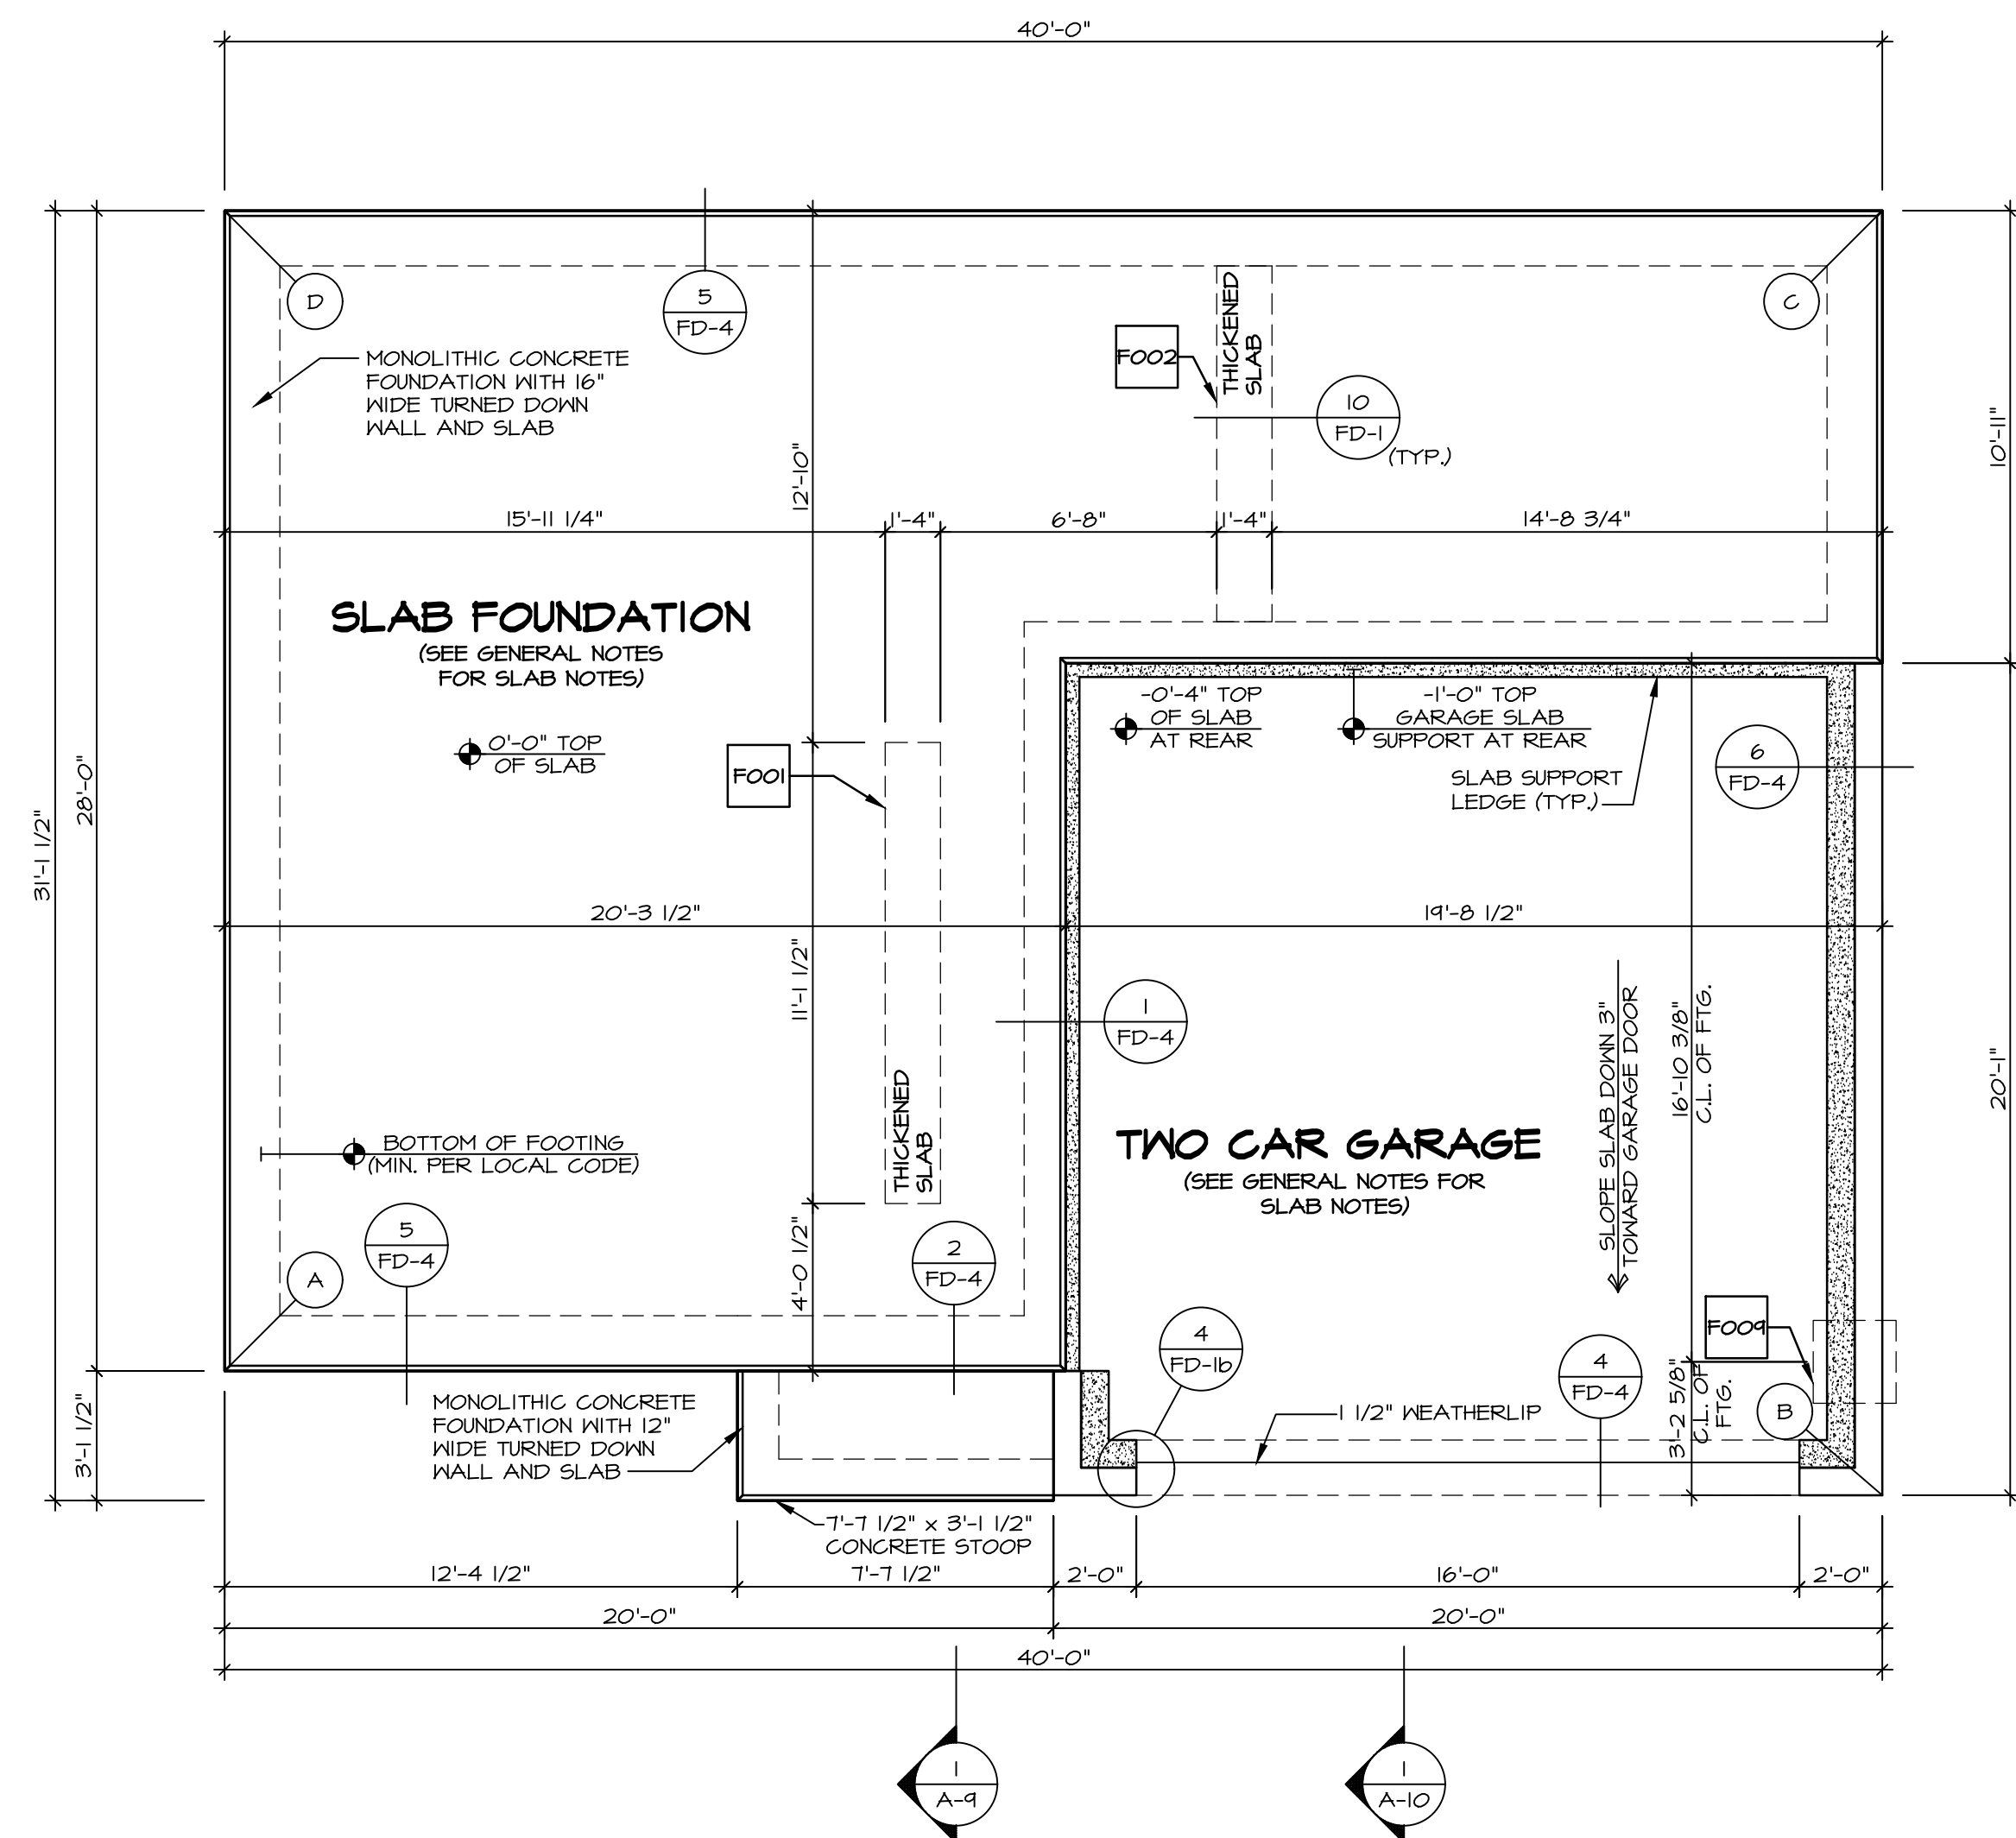 40'-0"
D
5
FD-4
C
MONOLITHIC CONCRETE
FOUNDATION WITH 16"
WIDE TURNED DOWN
WALL AND SLAB
F002
THICKENED
SLAB
10
FD-1
(TYP.)
12'-10"
10'-11"
15'-11 1/4"
1'-4"
6'-8"
1'-4"
14'-8 3/4"
SLAB FOUNDATION
(SEE GENERAL NOTES
FOR SLAB NOTES)
0'-0" TOP
OF SLAB
F001
-0'-4" TOP
OF SLAB
AT REAR
-1'-0" TOP
GARAGE SLAB
SUPPORT AT REAR
SLAB SUPPORT
LEDGE (TYP.)
6
FD-4
31'-1 1/2"
28'-0"
20'-3 1/2"
19'-8 1/2"
11'-1 1/2"
1
FD-4
SLOPE SLAB DOWN 3"
TOWARD GARAGE DOOR
16'-10 3/8"
C.L. OF FTG.
20'-1"
THICKENED
SLAB
TWO CAR GARAGE
(SEE GENERAL NOTES FOR
SLAB NOTES)
BOTTOM OF FOOTING
(MIN. PER LOCAL CODE)
5
FD-4
A
4'-0 1/2"
2
FD-4
4
FD-1b
4
FD-4
F009
3'-2 5/8"
C.L. OF
FTG.
B
3'-1 1/2"
MONOLITHIC CONCRETE
FOUNDATION WITH 12"
WIDE TURNED DOWN
WALL AND SLAB
1 1/2" WEATHERLIP
7'-7 1/2" x 3'-1 1/2"
CONCRETE STOOP
12'-4 1/2"
7'-7 1/2"
2'-0"
16'-0"
2'-0"
20'-0"
20'-0"
40'-0"
1
A-9
1
A-10